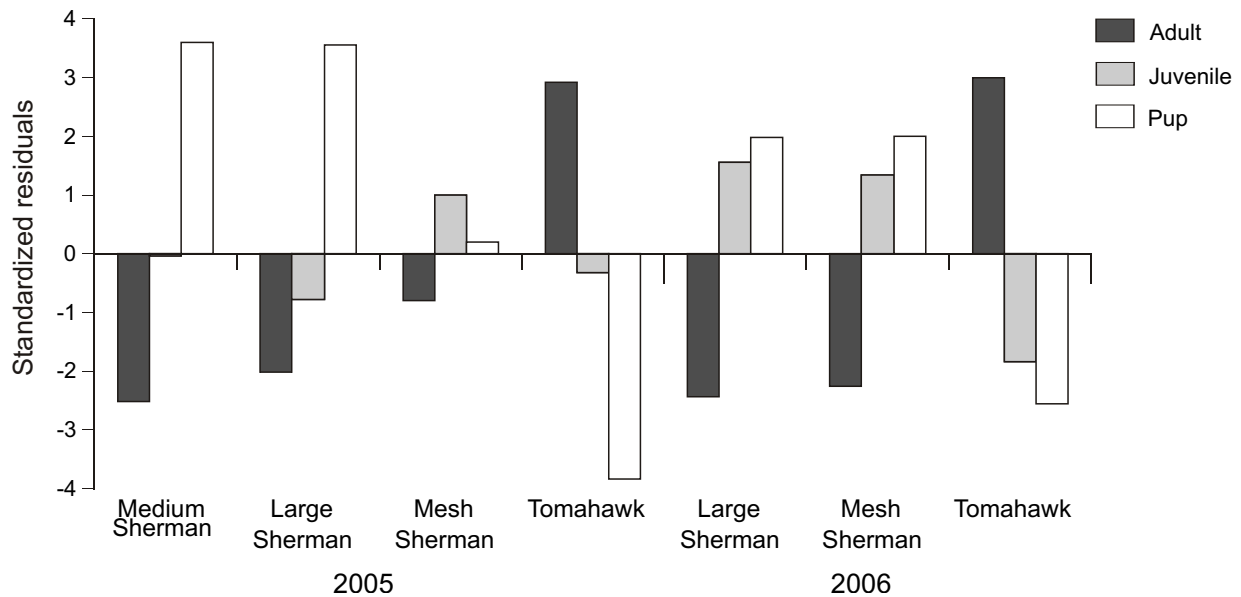 4
3
2
1
0
-1
-2
-3
-4
Standardized residuals
Adult
Juvenile
Pup
Medium
Sherman
Large
Sherman
Mesh
Sherman
Tomahawk
Large
Sherman
Mesh
Sherman
Tomahawk
2005
2006